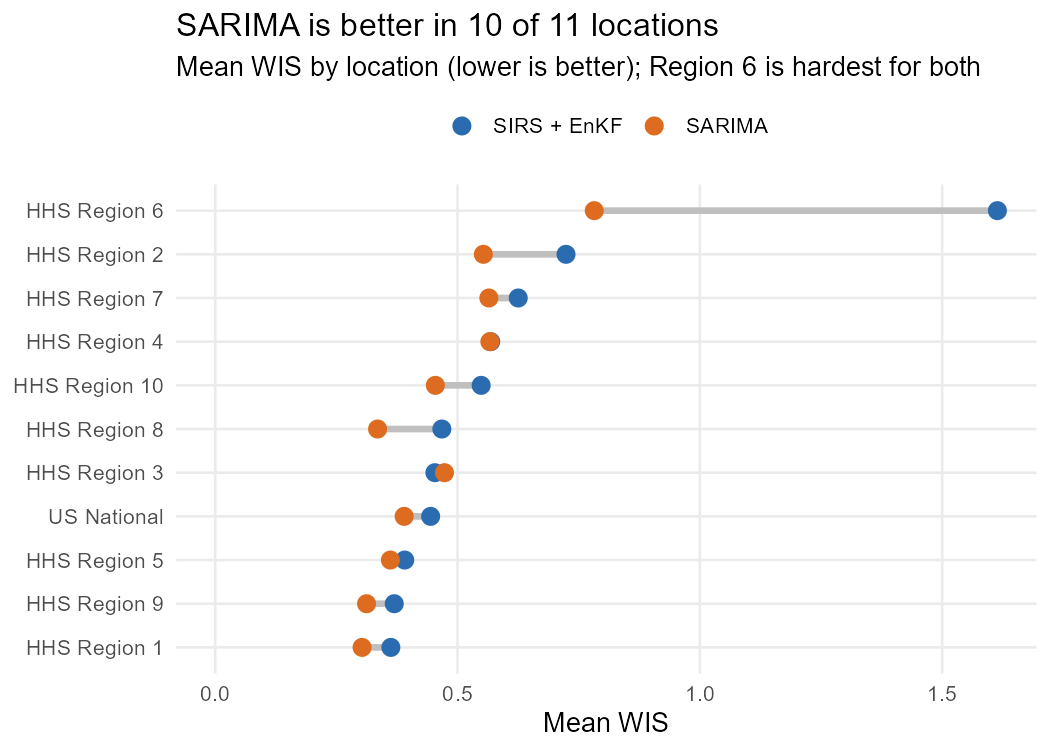 SARIMA is better in 10 of 11 locations
Mean WIS by location (lower is better); Region 6 is hardest for both
SIRS + EnKF SARIMA
HHS Region 6
HHS Region 2
HHS Region 7
HHS Region 4
HHS Region 10
HHS Region 8
HHS Region 3
US National
HHS Region 5
HHS Region 9
HHS Region 1
0.0 0.5 1.0 1.5
Mean WIS